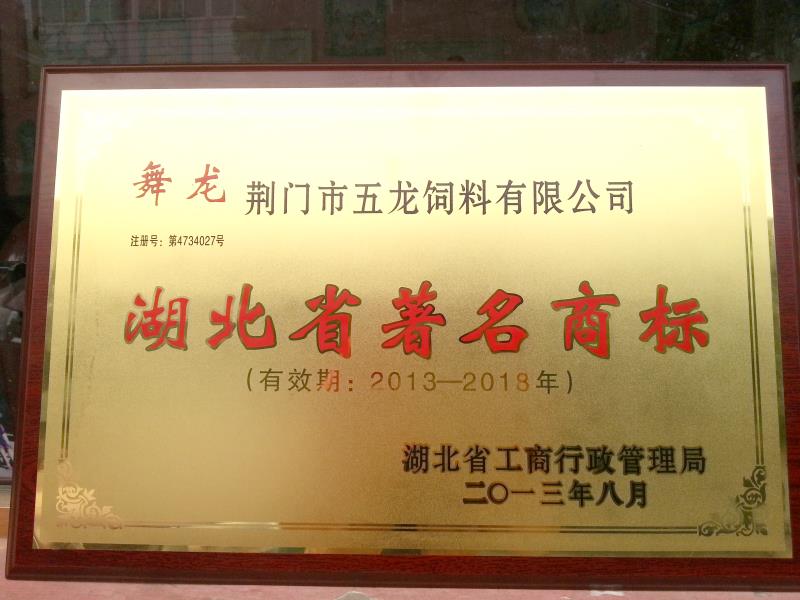 舞龙 荆门市五龙饲料有限公司
注册号：第4734027号
湖北省著名商标
（有效期：2013—2018年）
湖北省工商行政管理局
二〇一三年八月